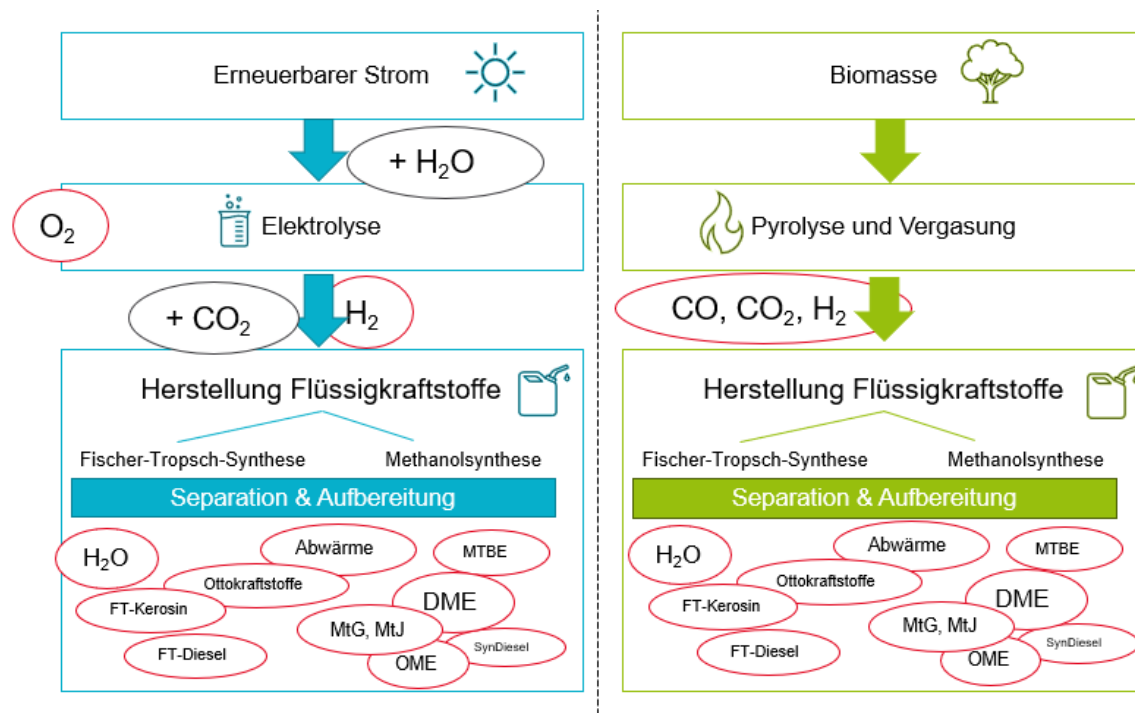 Erneuerbarer Strom
+ H₂O
O₂
Elektrolyse
+ CO₂
H₂
Herstellung Flüssigkraftstoffe
Fischer-Tropsch-Synthese
Methanolsynthese
Separation & Aufbereitung
H₂O
Abwärme
MTBE
Ottokraftstoffe
FT-Kerosin
DME
MtG, MtJ
FT-Diesel
OME
SynDiesel
Biomasse
Pyrolyse und Vergasung
CO, CO₂, H₂
Herstellung Flüssigkraftstoffe
Fischer-Tropsch-Synthese
Methanolsynthese
Separation & Aufbereitung
H₂O
Abwärme
MTBE
Ottokraftstoffe
FT-Kerosin
DME
MtG, MtJ
FT-Diesel
OME
SynDiesel